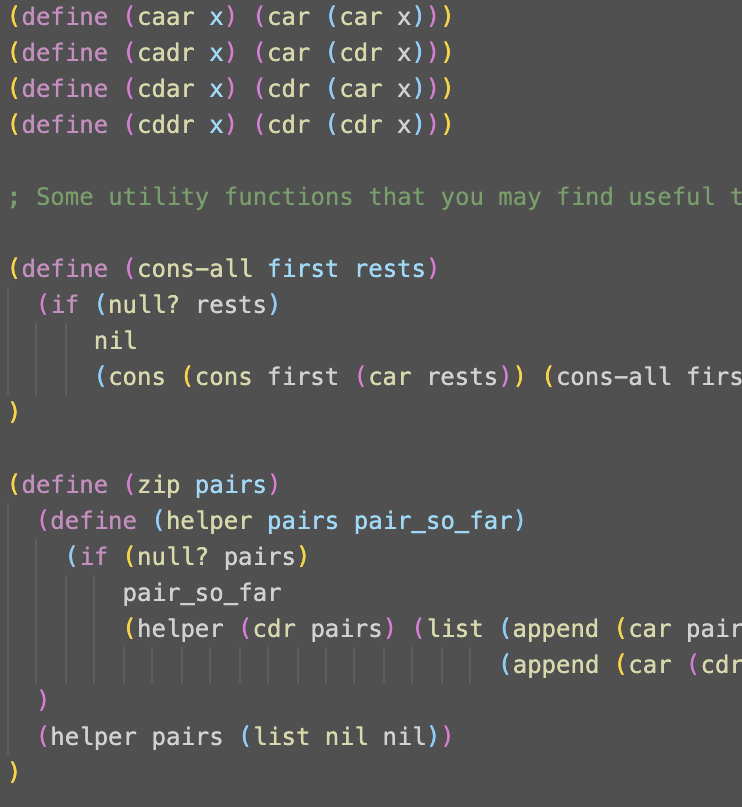 (define (caar x) (car (car x)))
(define (cadr x) (car (cdr x)))
(define (cdar x) (cdr (car x)))
(define (cddr x) (cdr (cdr x)))
; Some utility functions that you may find useful t
(define (cons-all first rests)
(if (null? rests)
nil
(cons (cons first (car rests)) (cons-all firs
)
(define (zip pairs)
(define (helper pairs pair_so_far)
(if (null? pairs)
pair_so_far
(helper (cdr pairs) (list (append (car pair
(append (car (cdr
)
(helper pairs (list nil nil))
)